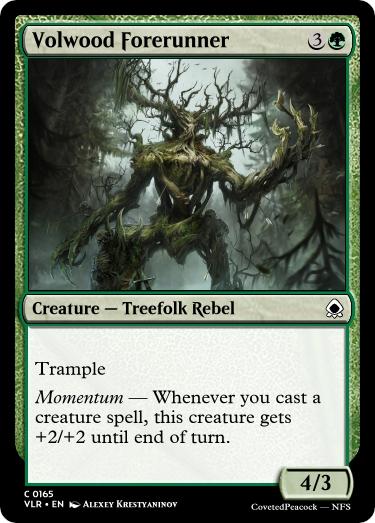 Volwood Forerunner 3
Creature — Treefolk Rebel
Trample
Momentum — Whenever you cast a
creature spell, this creature gets
+2/+2 until end of turn.
4/3
C 0165
VLR • EN Alexey Krestyaninov
CovetedPeacock — NFS